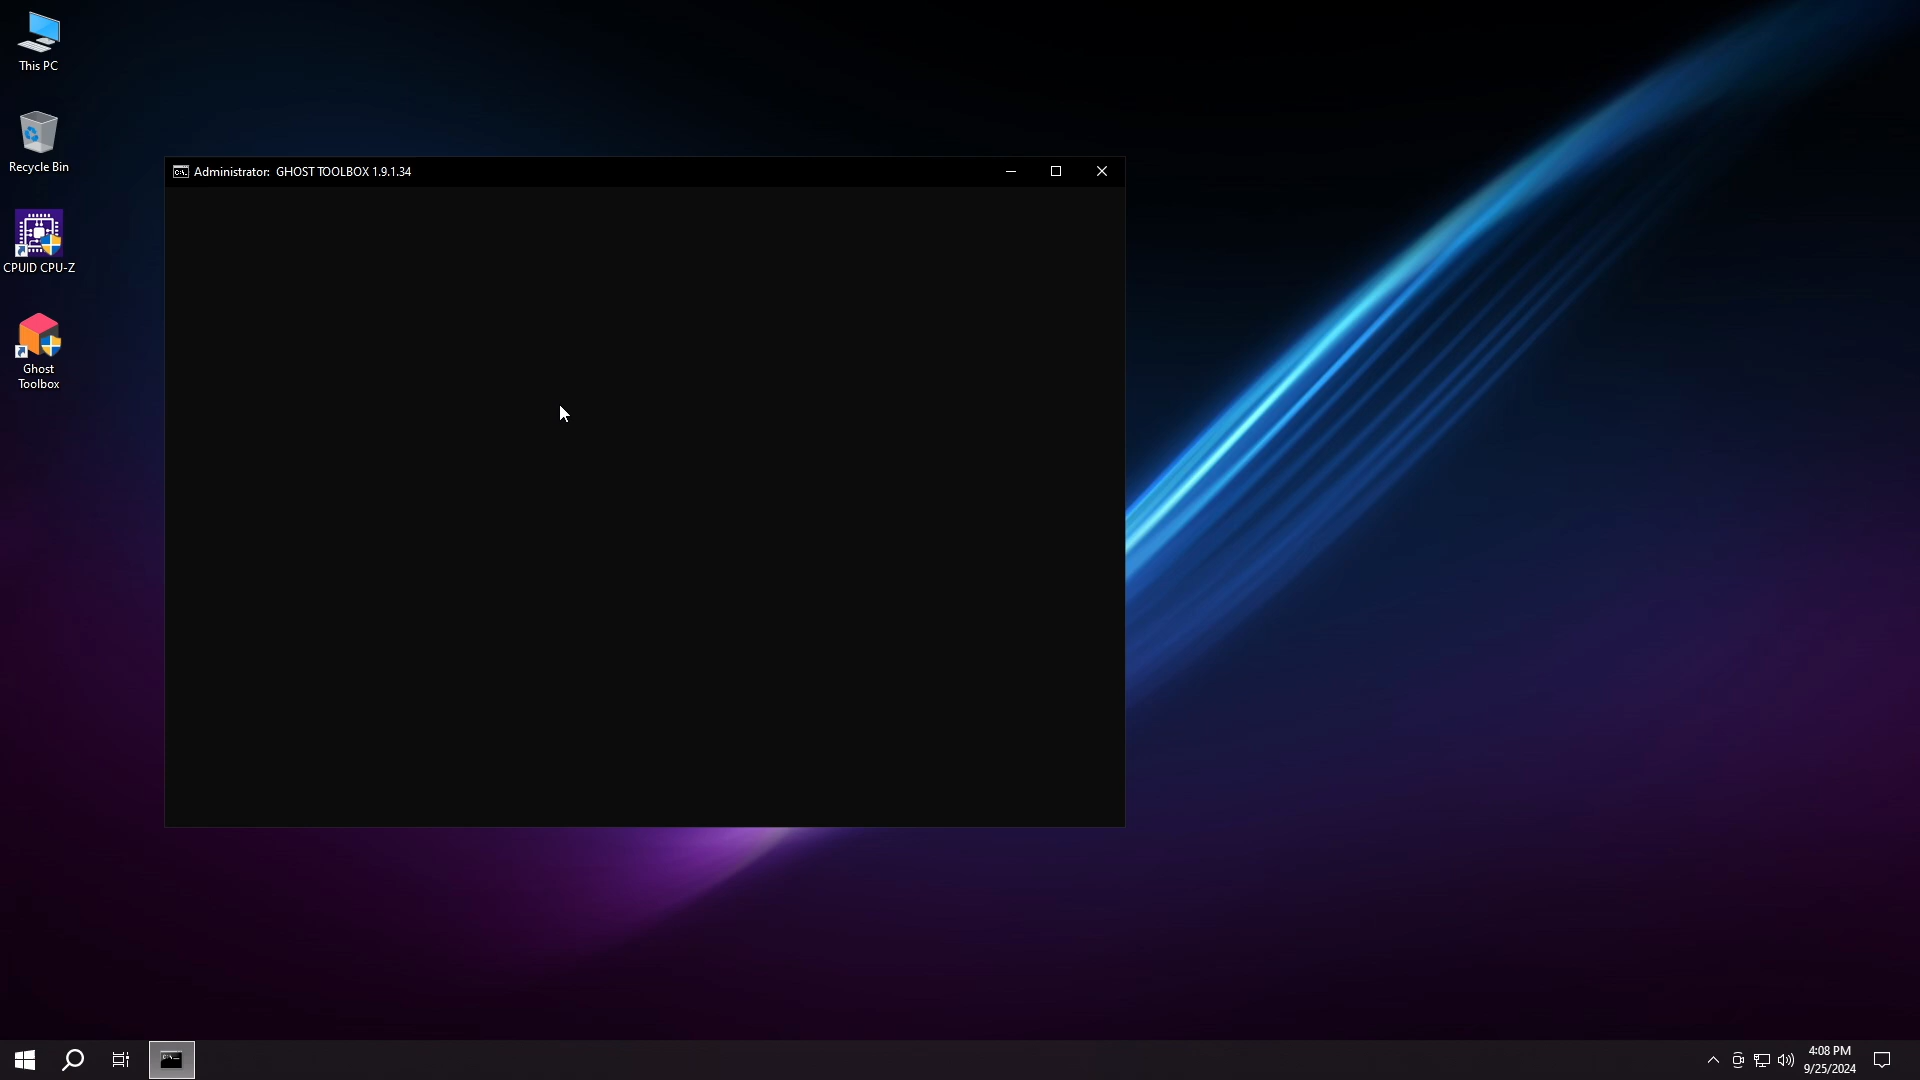 This PC
Recycle Bin
CPUID CPU-Z
Ghost
Toolbox
Administrator:  GHOST TOOLBOX 1.9.1.34
4:08 PM
9/25/2024